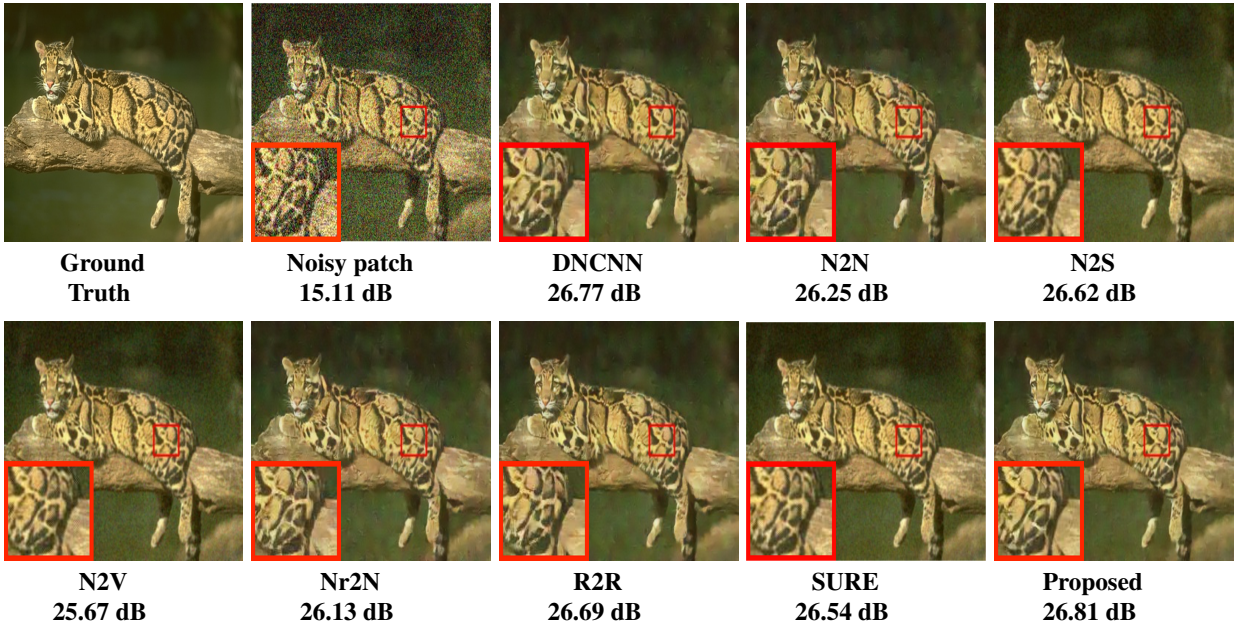 Ground
Truth
Noisy patch
15.11 dB
DNCNN
26.77 dB
N2N
26.25 dB
N2S
26.62 dB
N2V
25.67 dB
Nr2N
26.13 dB
R2R
26.69 dB
SURE
26.54 dB
Proposed
26.81 dB